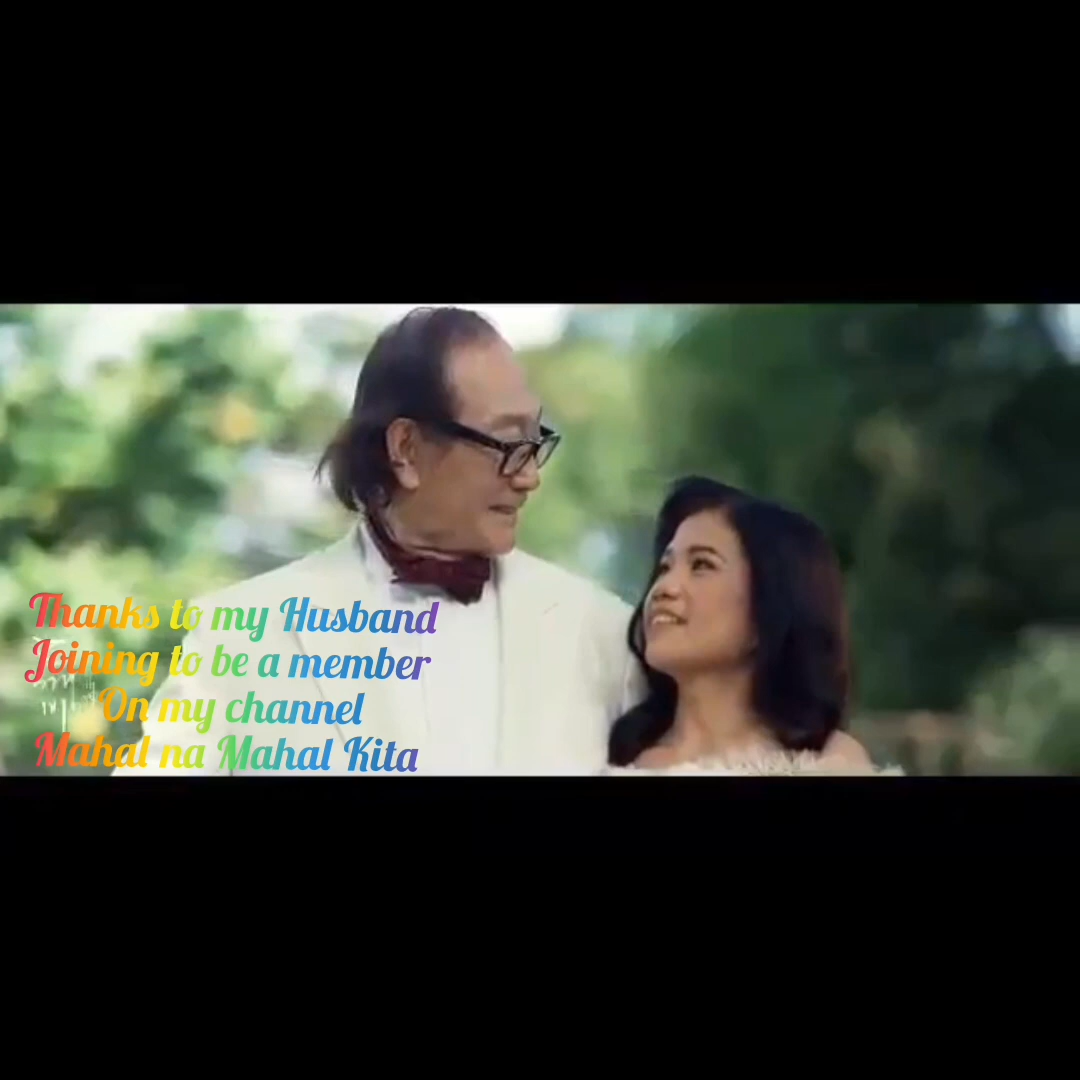 Thanks to my Husband
Joining to be a member
On my channel
Mahal na Mahal Kita